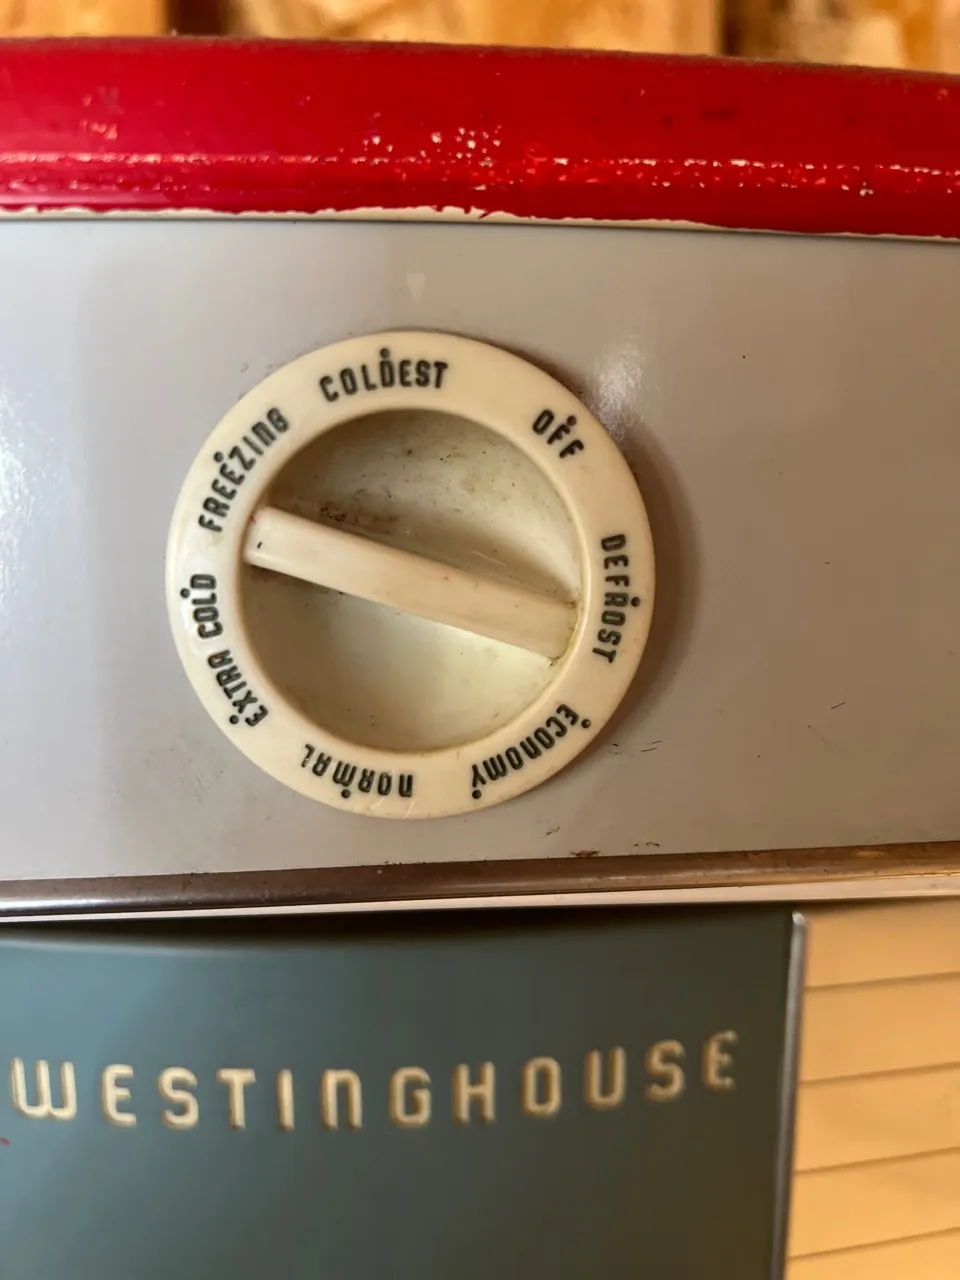 COLDEST
OFF
DEFROST
ECONOMY
NORMAL
EXTRA COLD
FREEZING
WESTINGHOUSE